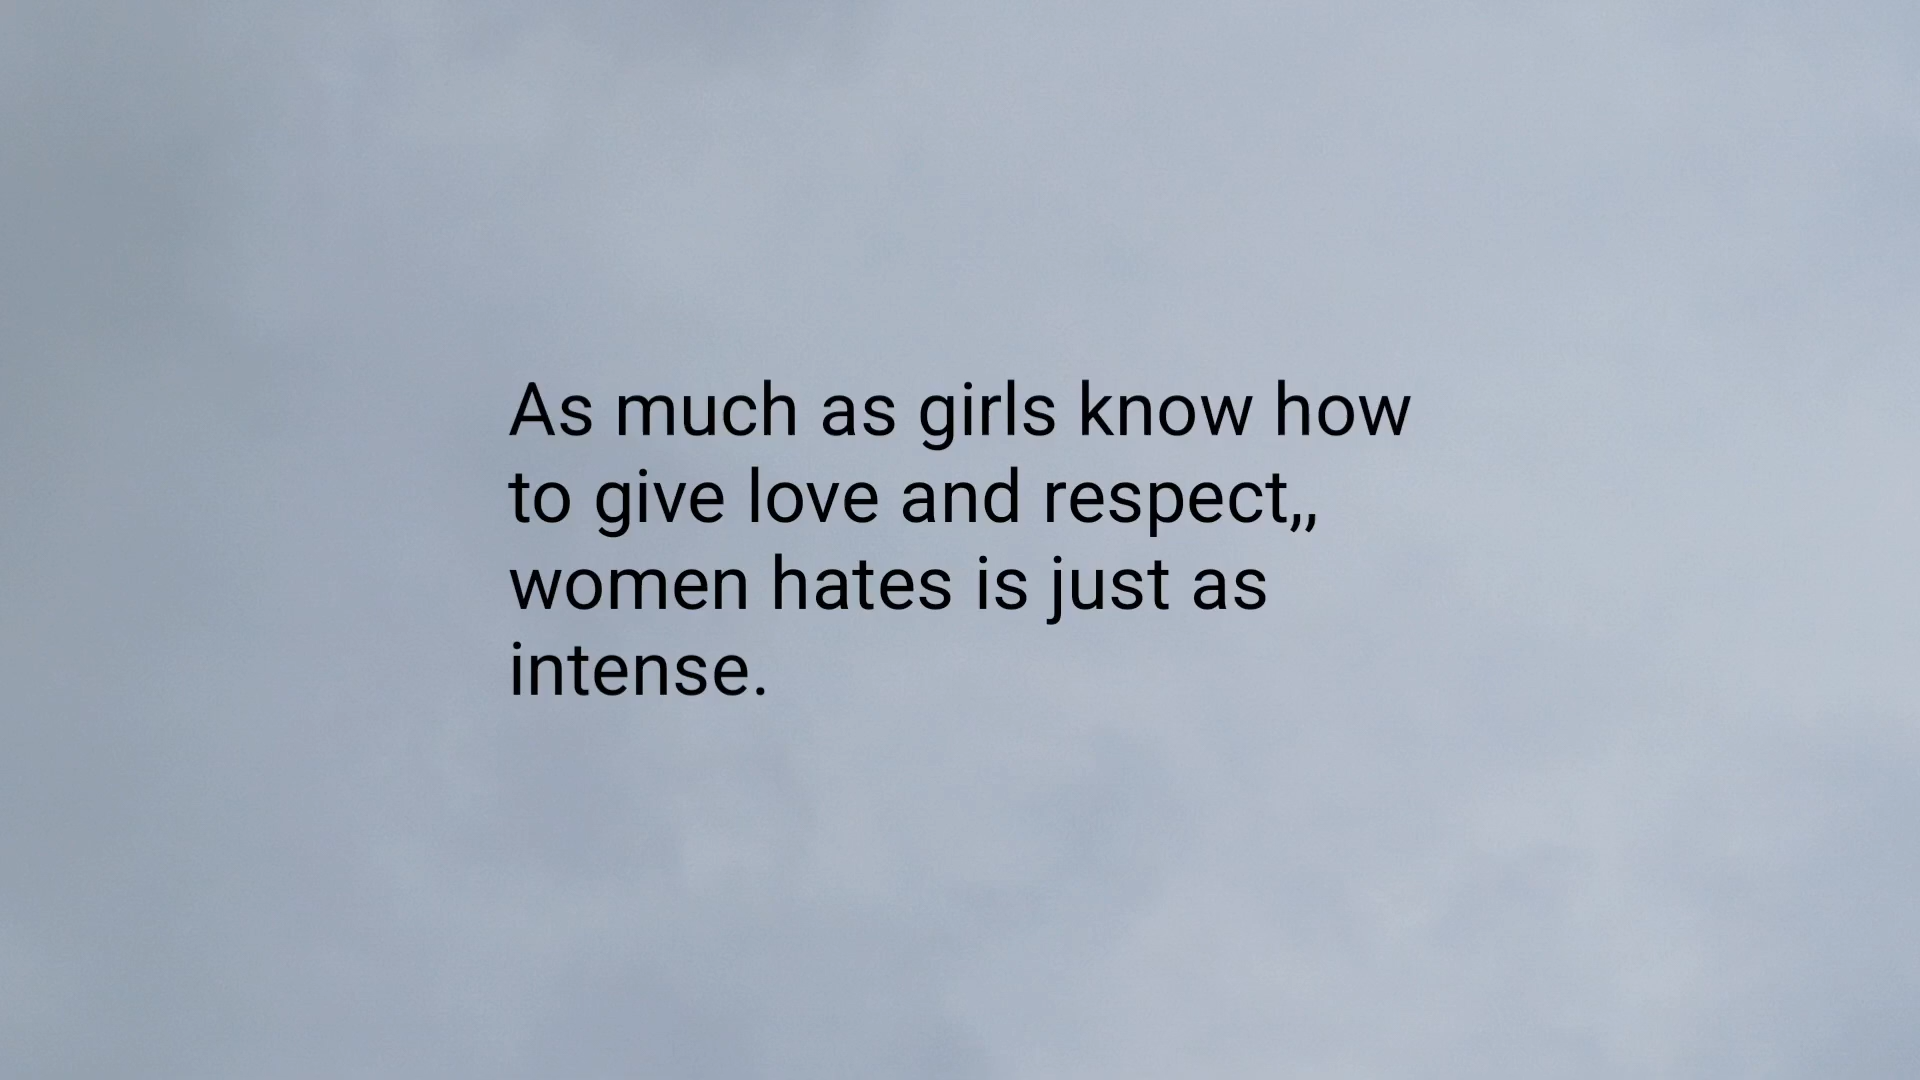 As much as girls know how
to give love and respect,,
women hates is just as
intense.